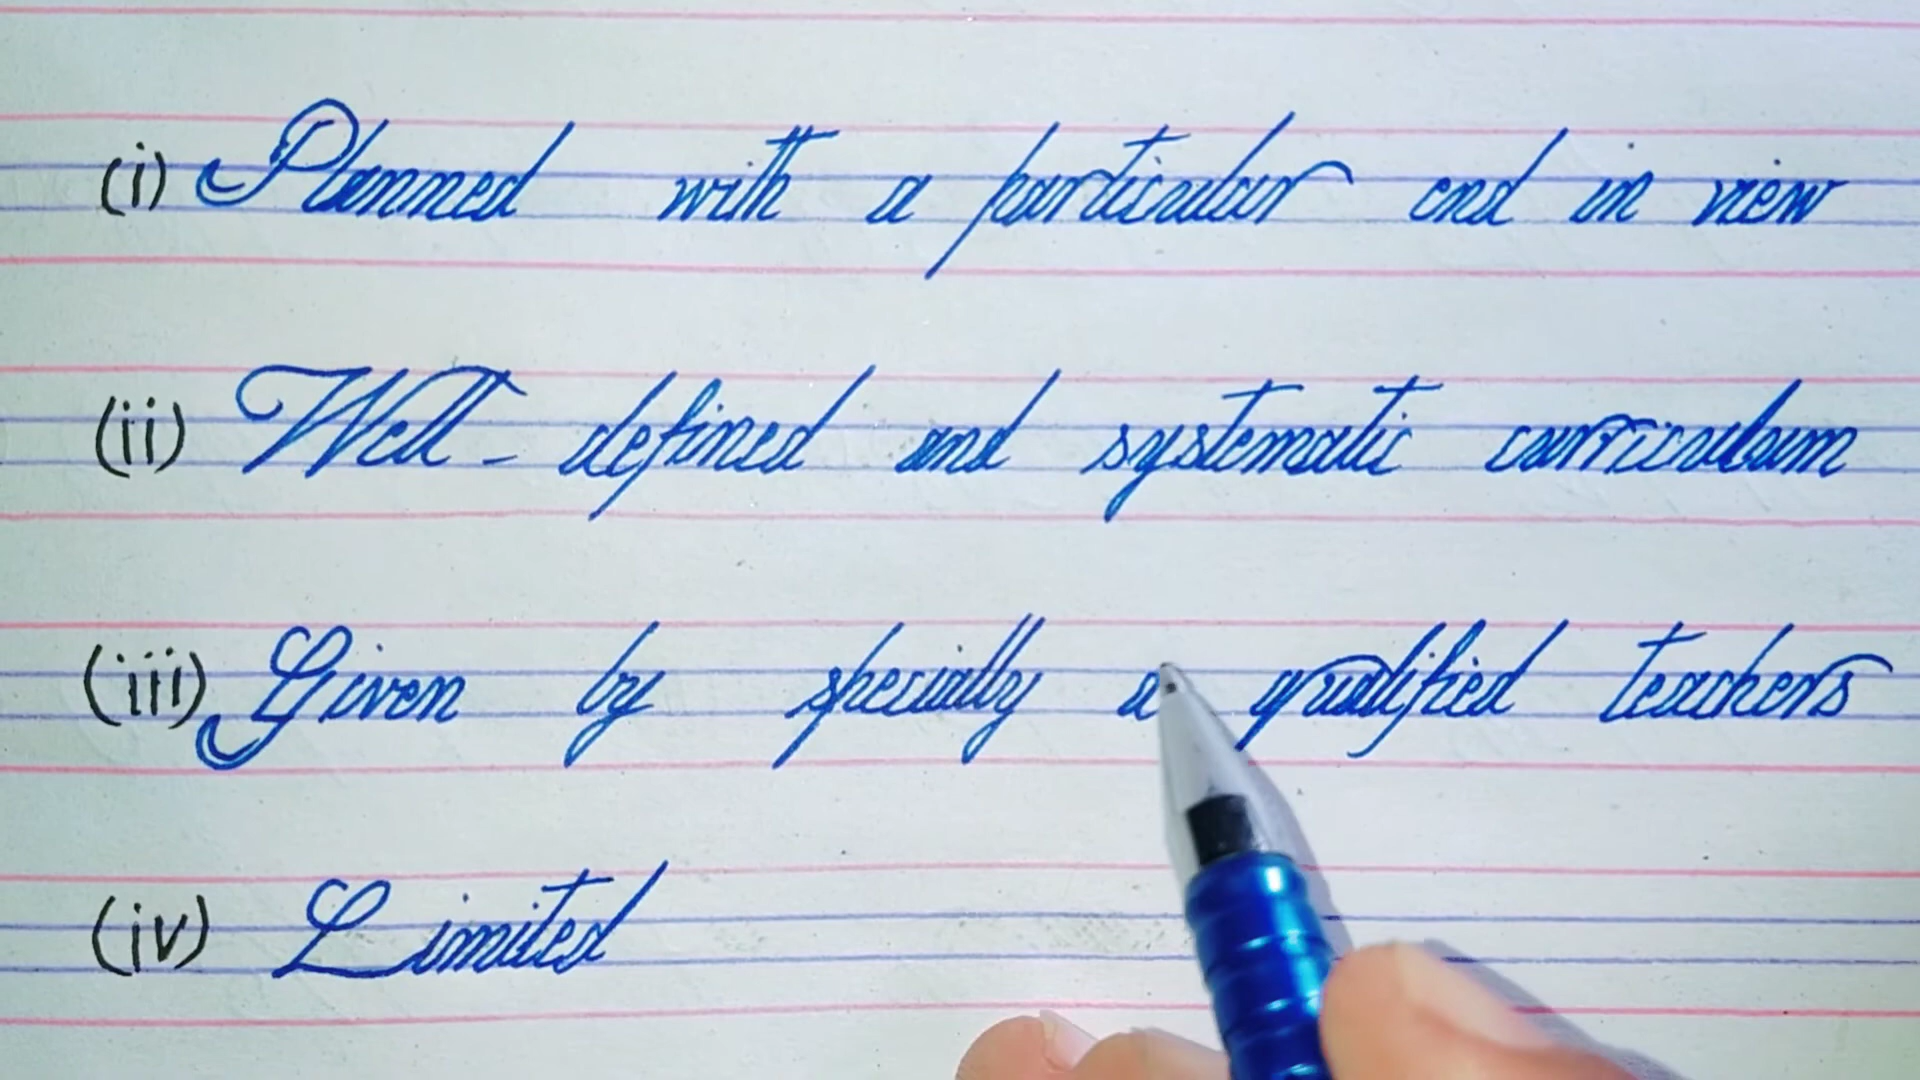 (i) Planned with a particular end in view
(ii) Well-defined and systematic curriculum
(iii) Given by specially a qualified teachers
(iv) Limited